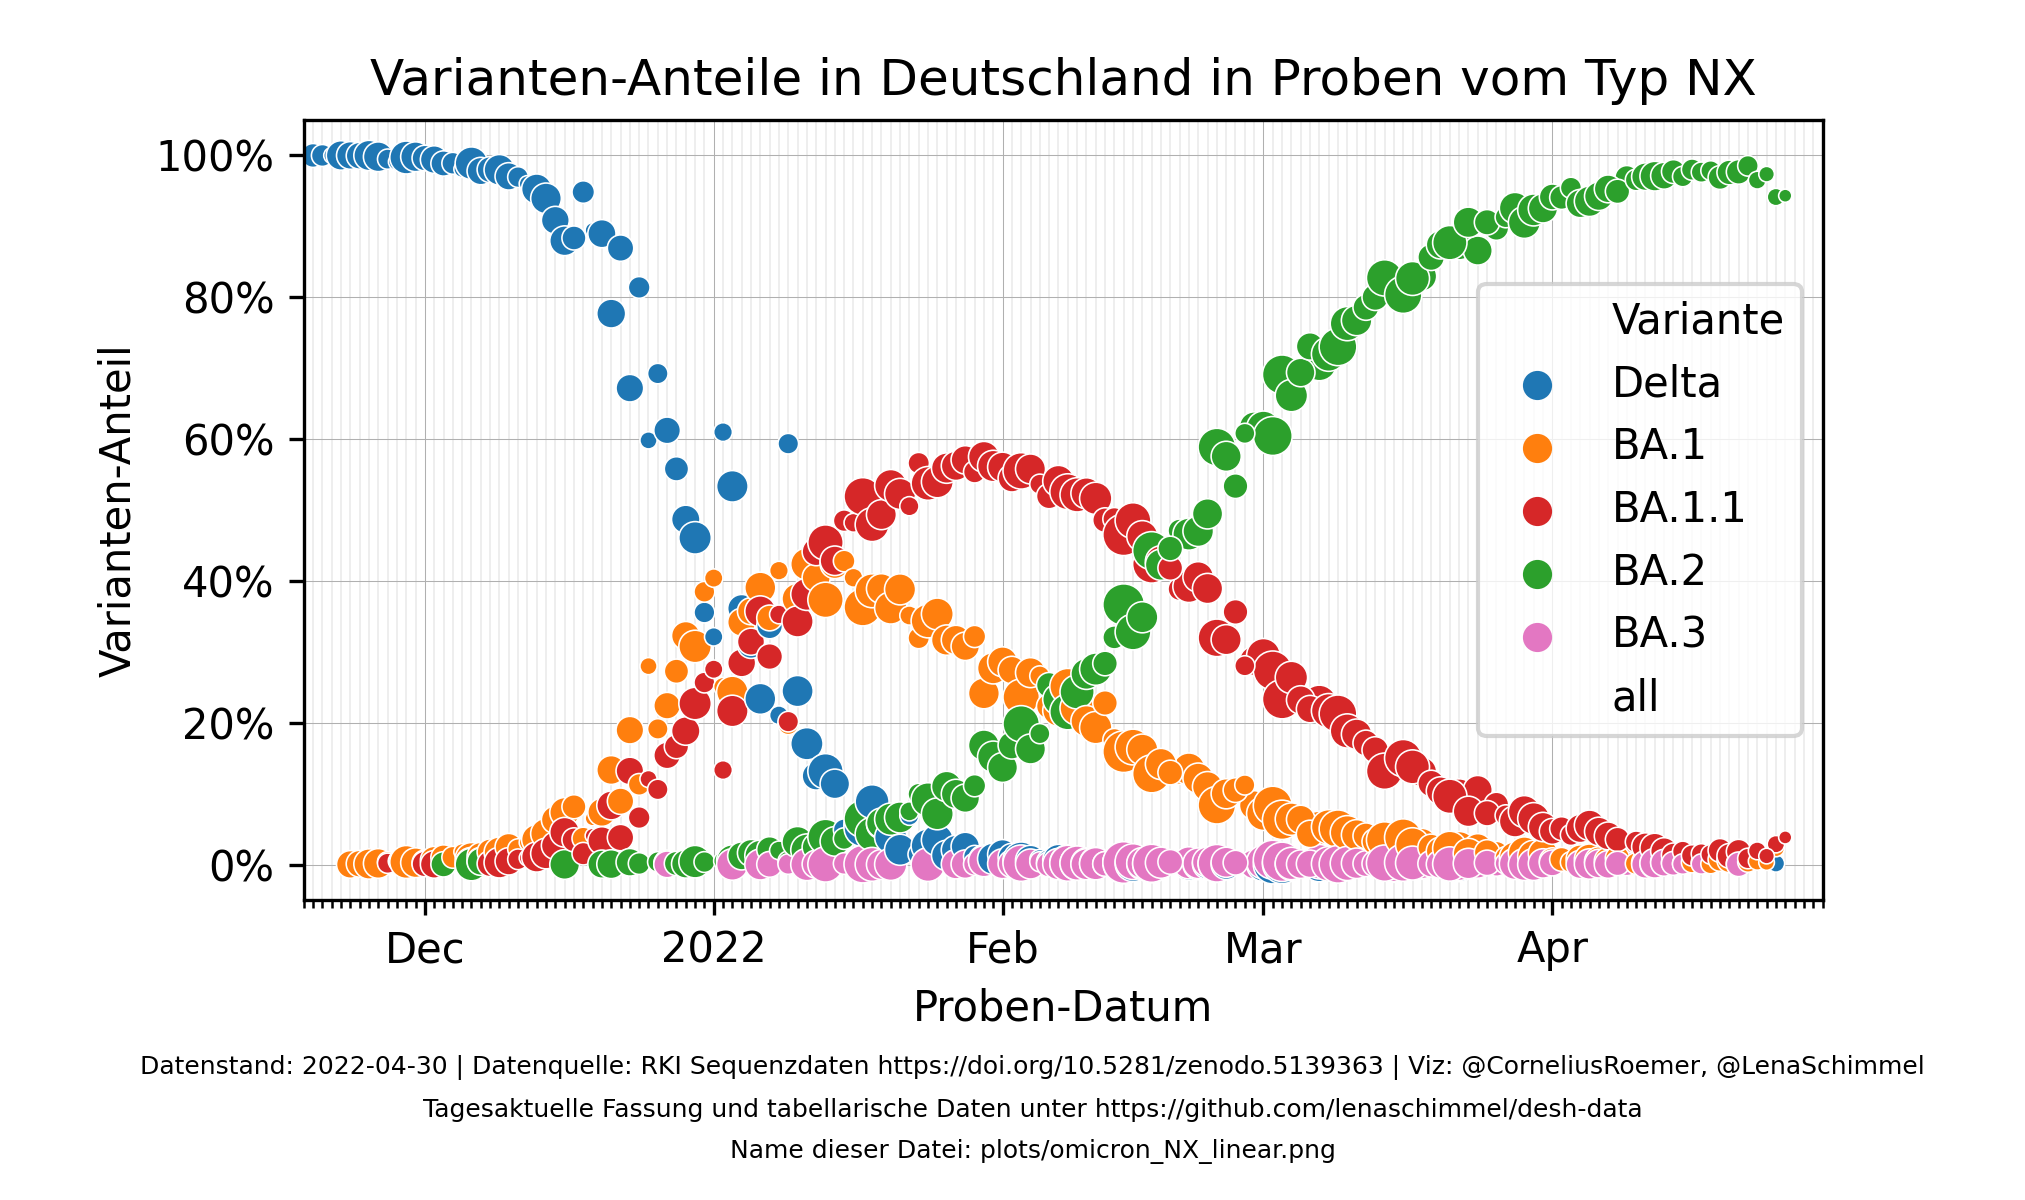 Varianten-Anteile in Deutschland in Proben vom Typ NX
Varianten-Anteil
100%
80%
60%
40%
20%
0%
Variante
Delta
BA.1
BA.1.1
BA.2
BA.3
all
Dec 2022 Feb Mar Apr
Proben-Datum
Datenstand: 2022-04-30 | Datenquelle: RKI Sequenzdaten https://doi.org/10.5281/zenodo.5139363 | Viz: @CorneliusRoemer, @LenaSchimmel
Tagesaktuelle Fassung und tabellarische Daten unter https://github.com/lenaschimmel/desh-data
Name dieser Datei: plots/omicron_NX_linear.png